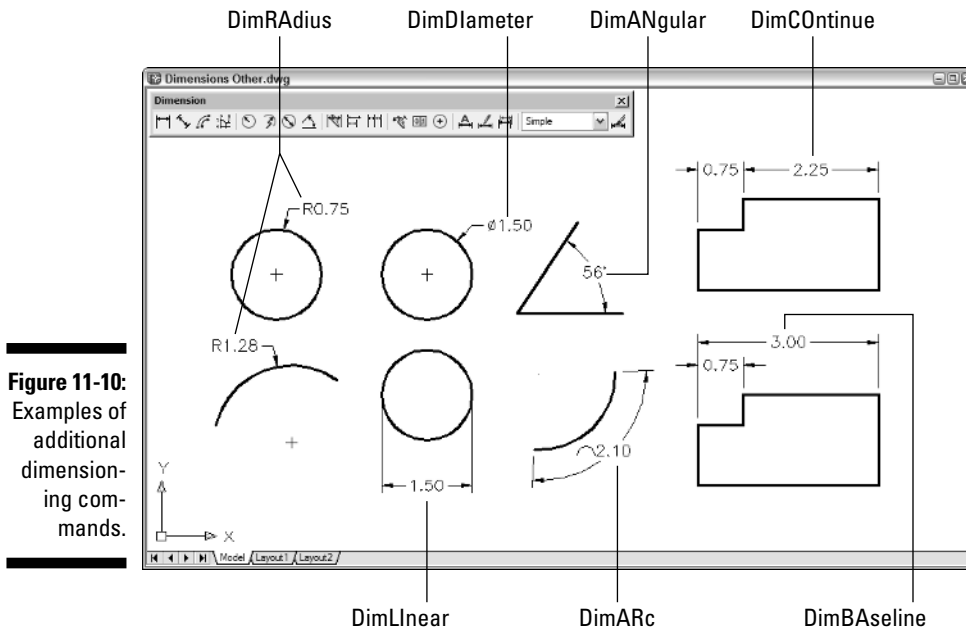 DimRAdius DimDIameter DimANgular DimCOntinue
Dimensions Other.dwg
Dimension
Simple
0.75 2.25
R0.75
ø1.50
56°
R1.28
3.00
0.75
2.10
1.50
Y
X
Model Layout1 Layout2
Figure 11-10:
Examples of
additional
dimension-
ing com-
mands.
DimLInear DimARc DimBAseline